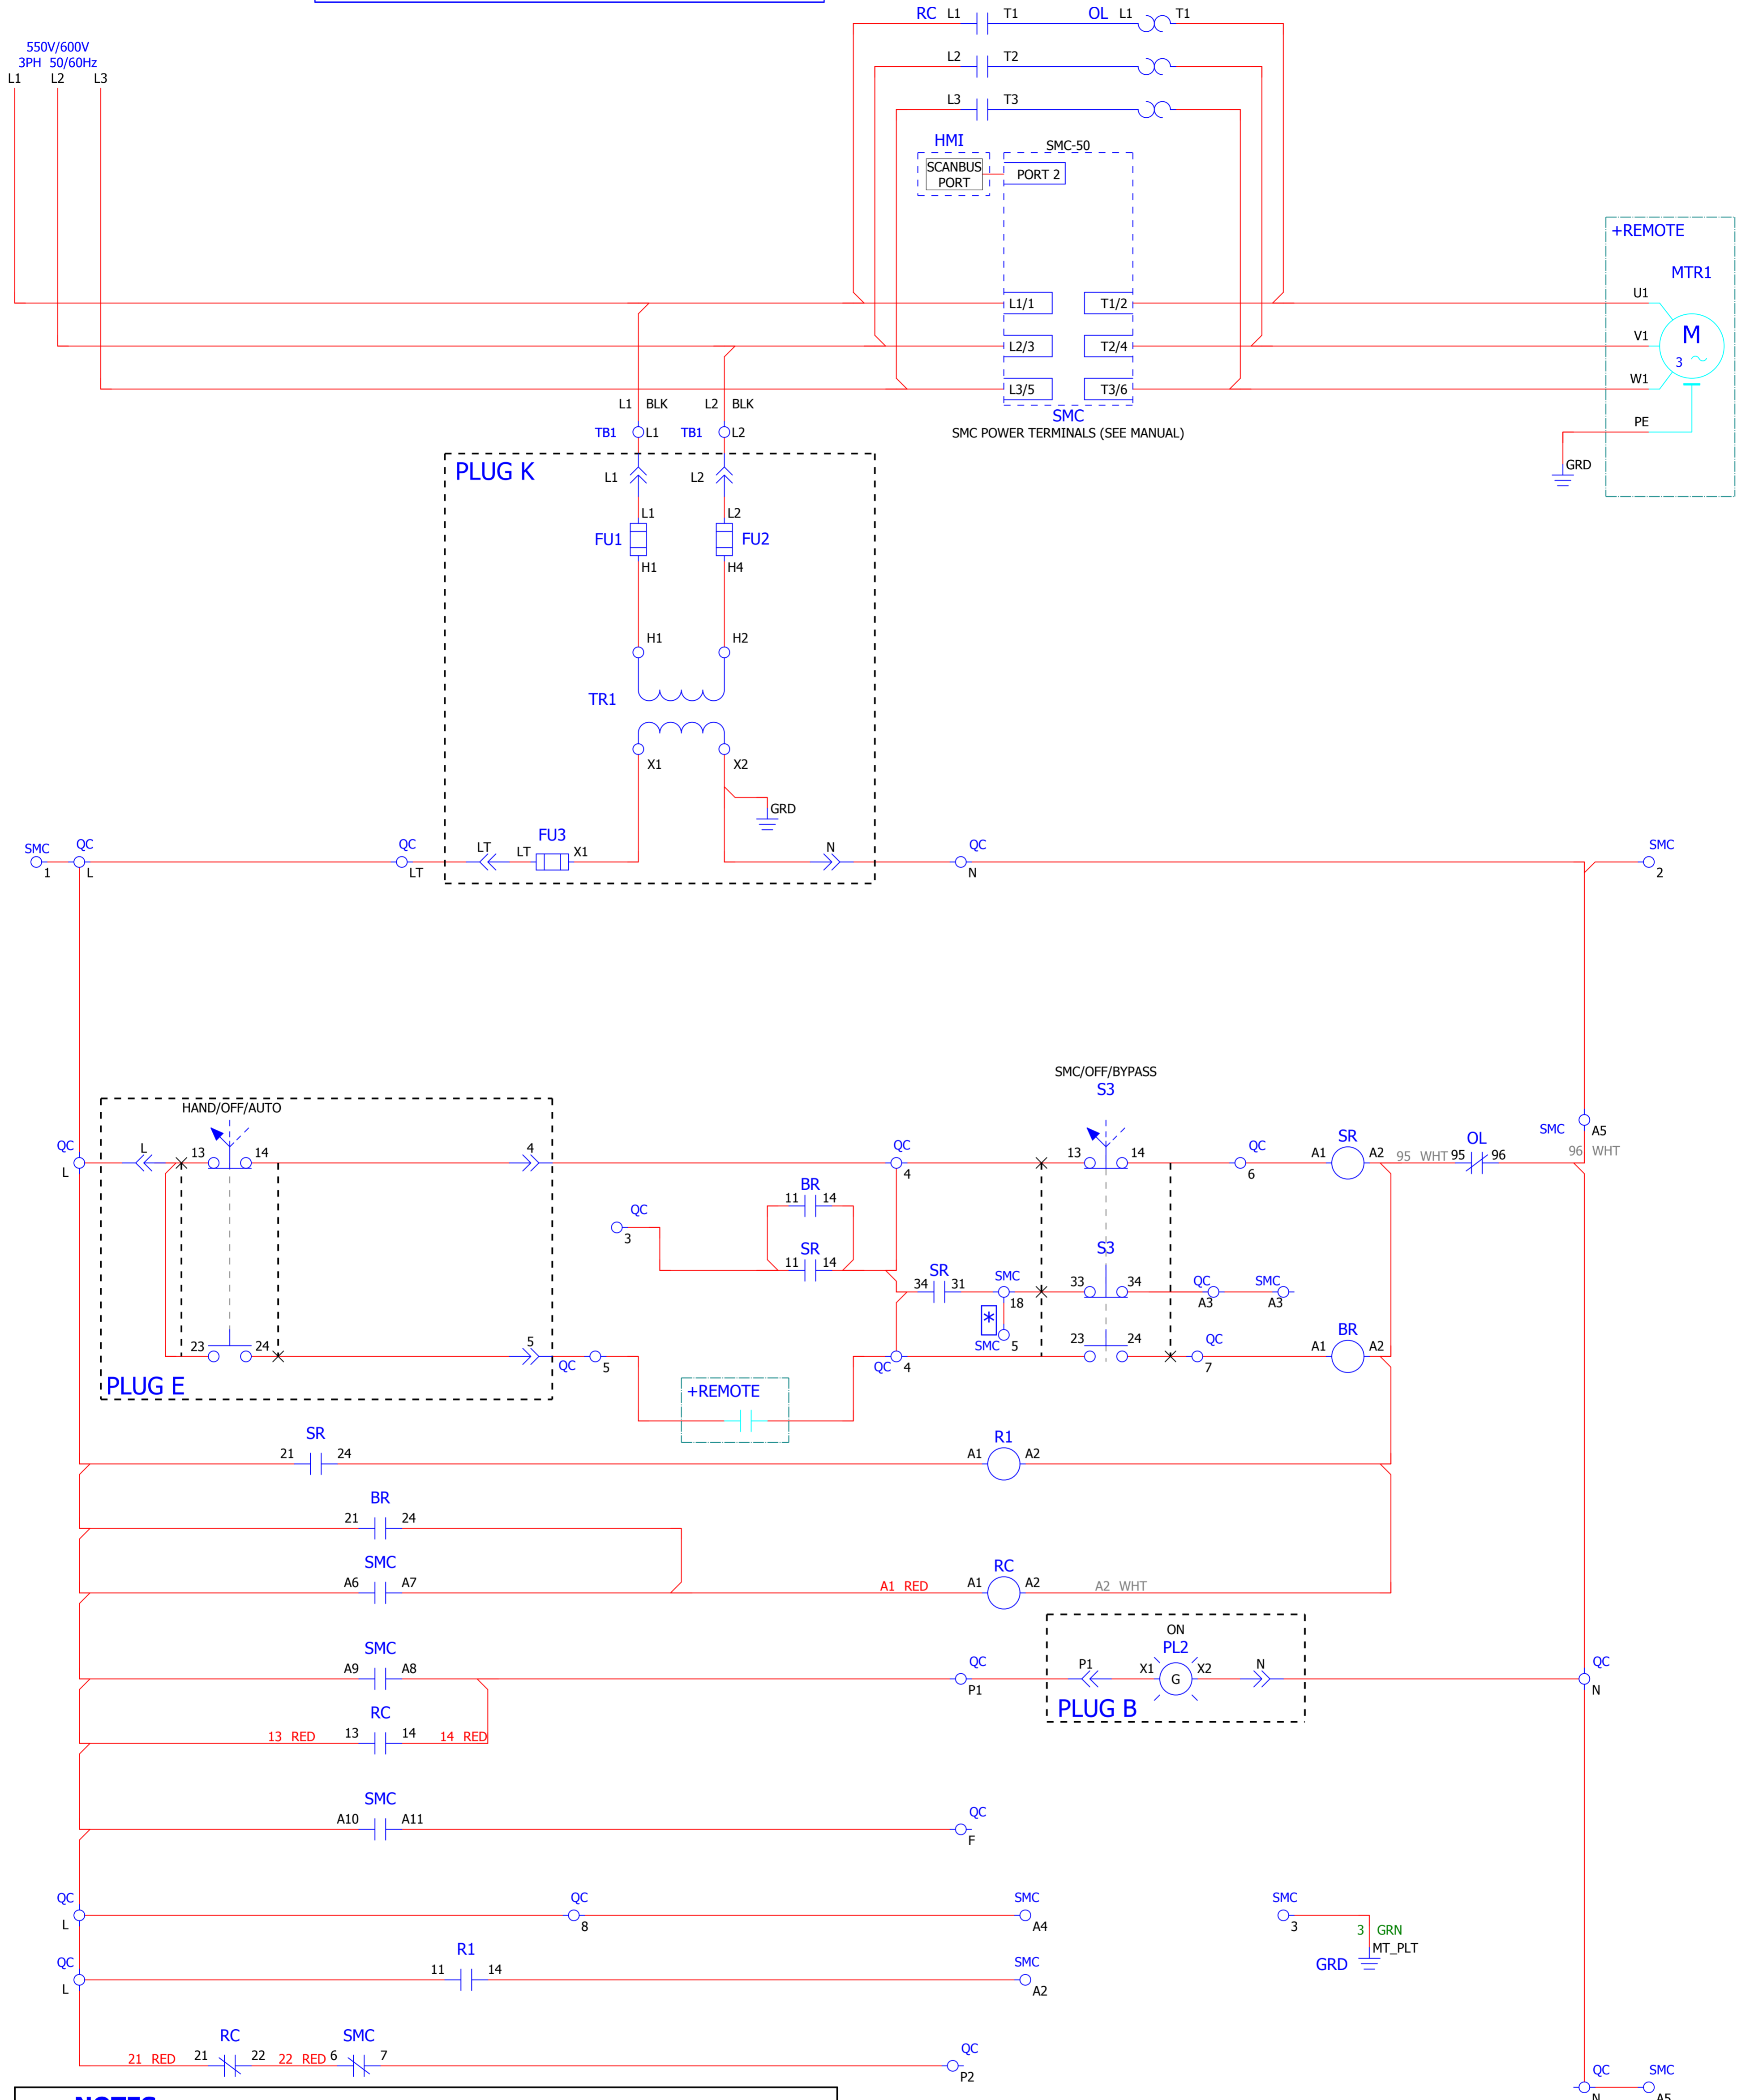 RC L1 T1 OL L1 T1
550V/600V
3PH 50/60Hz
L1 L2 L3
L2 T2
L3 T3
HMI
SMC-50
SCANBUS
PORT
PORT 2
+REMOTE
MTR1
L1/1 T1/2 U1
L2/3 T2/4 V1
M
3
L3/5 T3/6 W1
L1 BLK L2 BLK
SMC
SMC POWER TERMINALS (SEE MANUAL)
PE
TB1 L1 TB1 L2
GRD
PLUG K
L1 L2
L1 L2
FU1 FU2
H1 H4
H1 H2
TR1
X1 X2
GRD
SMC QC QC LT LT FU3 X1 N QC SMC
1 L LT N 2
SMC/OFF/BYPASS
S3
HAND/OFF/AUTO
QC L 13 14 4 QC 13 14 QC SR OL SMC A5
A1 A2 95 WHT 95 96 96 WHT
L 4 6
BR
11 14
QC
3
SR
11 14
S3
SR
34 31 SMC 33 34 QC SMC
18 A3 A3
*
SMC 5
23 24 5 QC 5 QC 4 23 24 QC 7 BR A1 A2
PLUG E
+REMOTE
SR
21 24
R1
A1 A2
BR
21 24
SMC
A6 A7
A1 RED
RC
A1 A2
A2 WHT
ON
PL2
SMC
A9 A8
QC
P1
P1 X1 G X2 N
QC
N
PLUG B
RC
13 RED 13 14 14 RED
SMC
A10 A11
QC
F
QC QC SMC SMC
L 8 A4 3
3 GRN
MT_PLT
GRD
QC R1 SMC
L 11 14 A2
RC SMC
21 RED 21 22 22 RED 6 7
QC
P2
QC SMC
N A5
NOTES